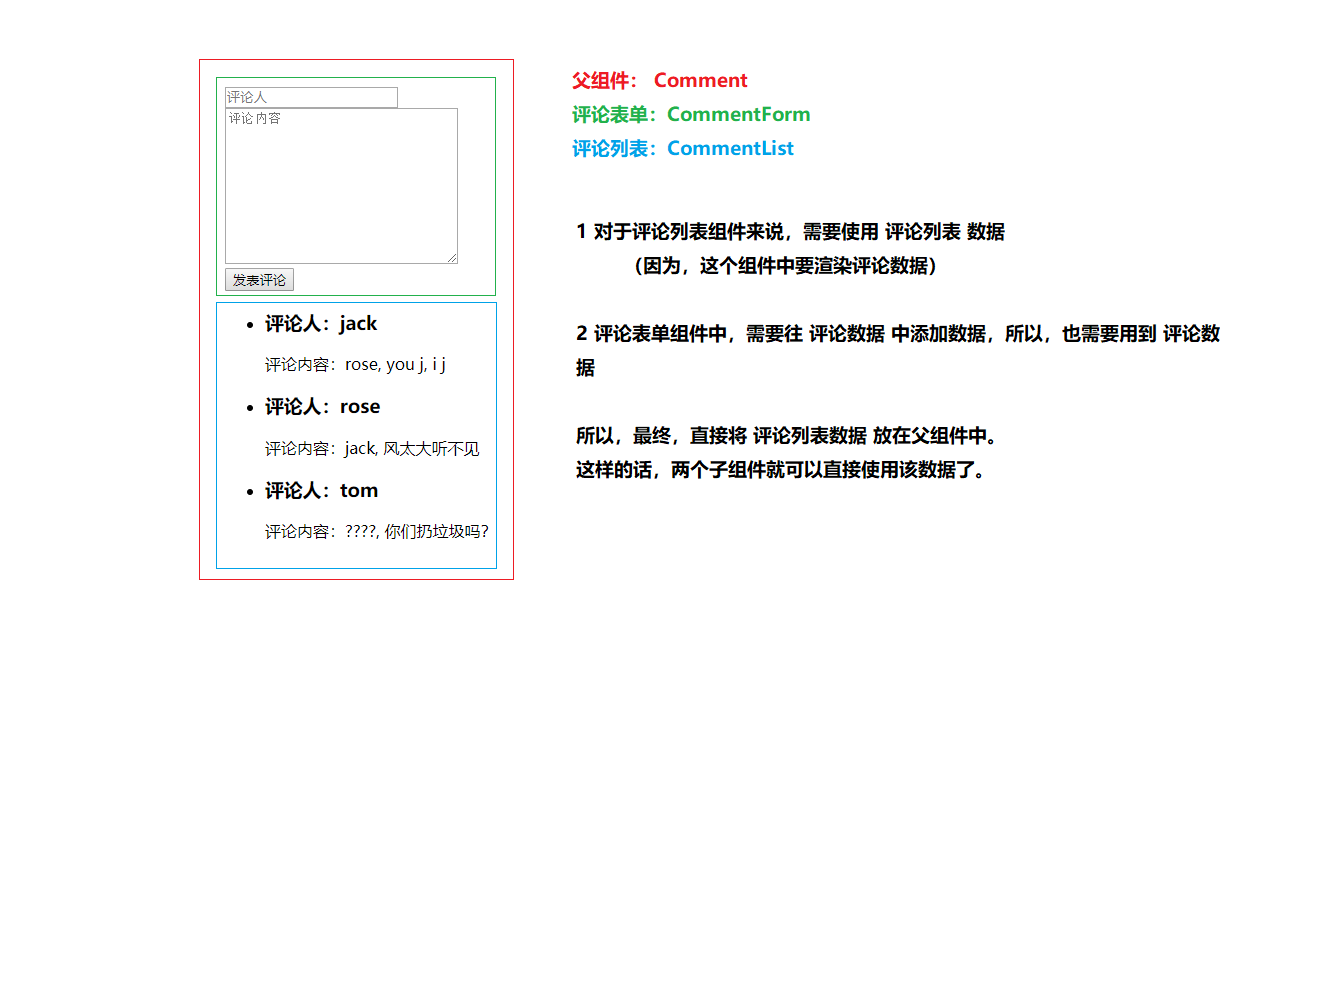 评论人
评论内容
发表评论
评论人：jack
评论内容：rose, you j, i j
评论人：rose
评论内容：jack, 风太大听不见
评论人：tom
评论内容：????, 你们扔垃圾吗?
父组件： Comment
评论表单：CommentForm
评论列表：CommentList
1 对于评论列表组件来说，需要使用 评论列表 数据
（因为，这个组件中要渲染评论数据）
2 评论表单组件中，需要往 评论数据 中添加数据，所以，也需要用到 评论数
据
所以，最终，直接将 评论列表数据 放在父组件中。
这样的话，两个子组件就可以直接使用该数据了。